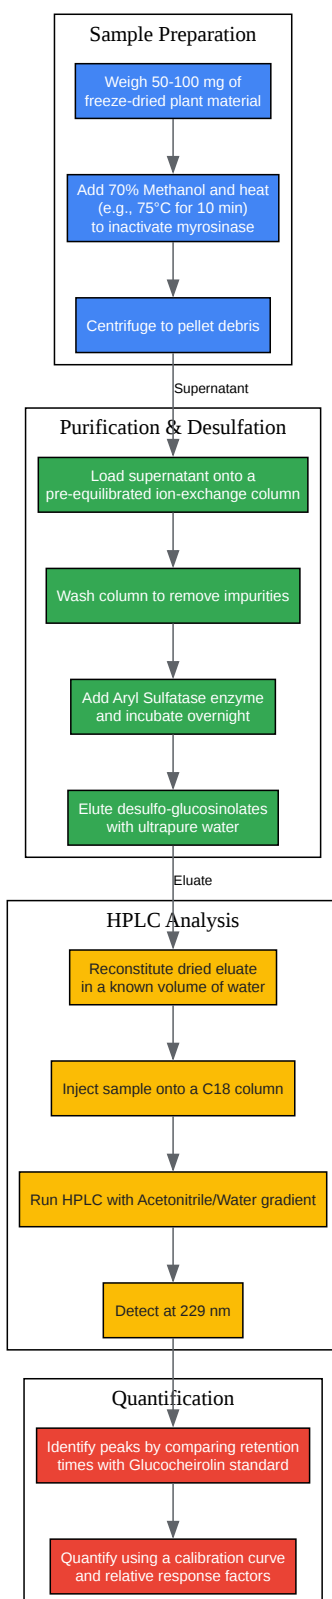 Sample Preparation
Weigh 50-100 mg of
freeze-dried plant material
Add 70% Methanol and heat
(e.g., 75°C for 10 min)
to inactivate myrosinase
Centrifuge to pellet debris
Supernatant
Purification & Desulfation
Load supernatant onto a
pre-equilibrated ion-exchange column
Wash column to remove impurities
Add Aryl Sulfatase enzyme
and incubate overnight
Elute desulfo-glucosinolates
with ultrapure water
Eluate
HPLC Analysis
Reconstitute dried eluate
in a known volume of water
Inject sample onto a C18 column
Run HPLC with Acetonitrile/Water gradient
Detect at 229 nm
Quantification
Identify peaks by comparing retention
times with Glucocheirolin standard
Quantify using a calibration curve
and relative response factors